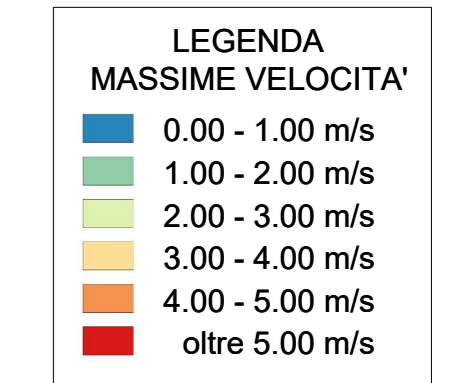 LEGENDA
MASSIME VELOCITA'
0.00 - 1.00 m/s
1.00 - 2.00 m/s
2.00 - 3.00 m/s
3.00 - 4.00 m/s
4.00 - 5.00 m/s
oltre 5.00 m/s